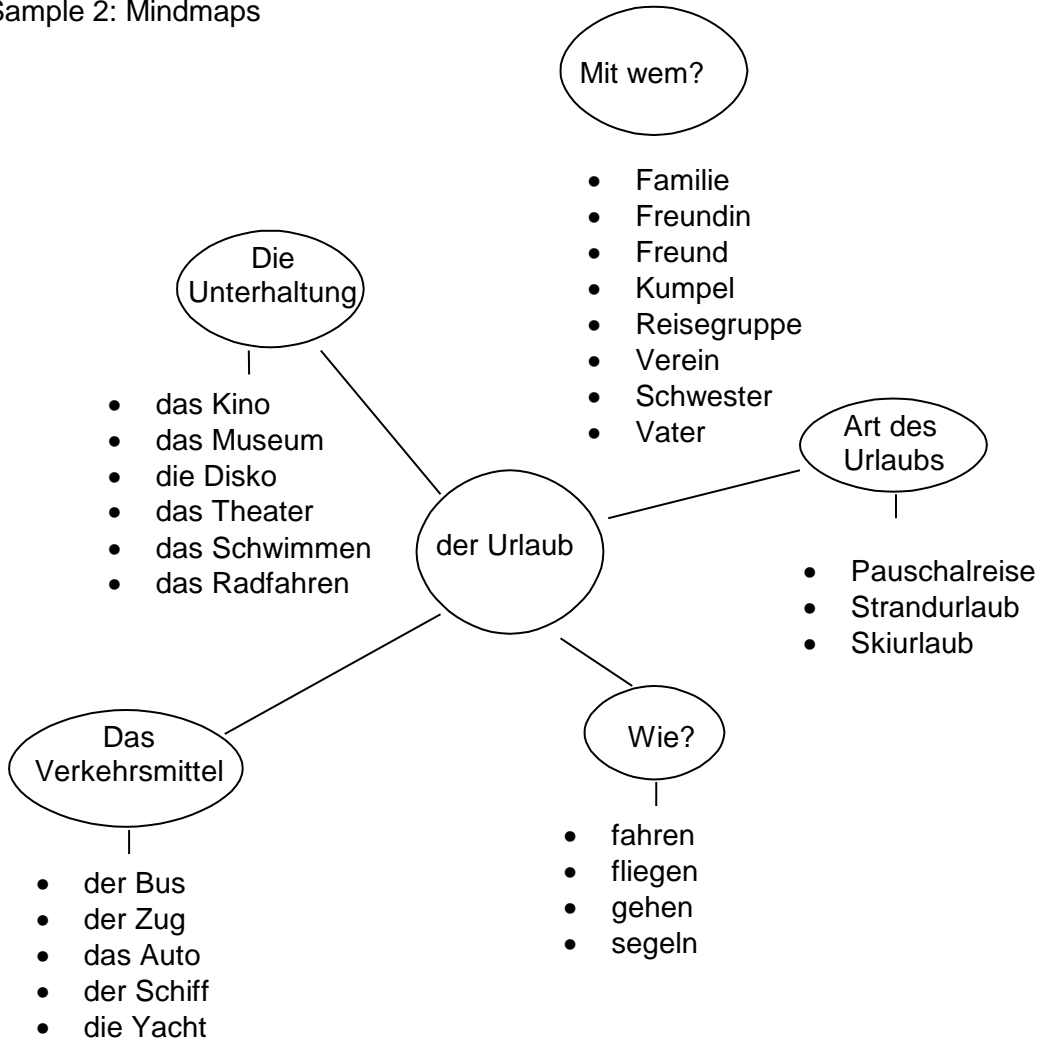 Sample 2: Mindmaps
Mit wem?
• Familie
• Freundin
• Freund
• Kumpel
• Reisegruppe
• Verein
• Schwester
• Vater
Die
Unterhaltung
• das Kino
• das Museum
• die Disko
• das Theater
• das Schwimmen
• das Radfahren
Art des
Urlaubs
• Pauschalreise
• Strandurlaub
• Skiurlaub
der Urlaub
Das
Verkehrsmittel
• der Bus
• der Zug
• das Auto
• der Schiff
• die Yacht
Wie?
• fahren
• fliegen
• gehen
• segeln